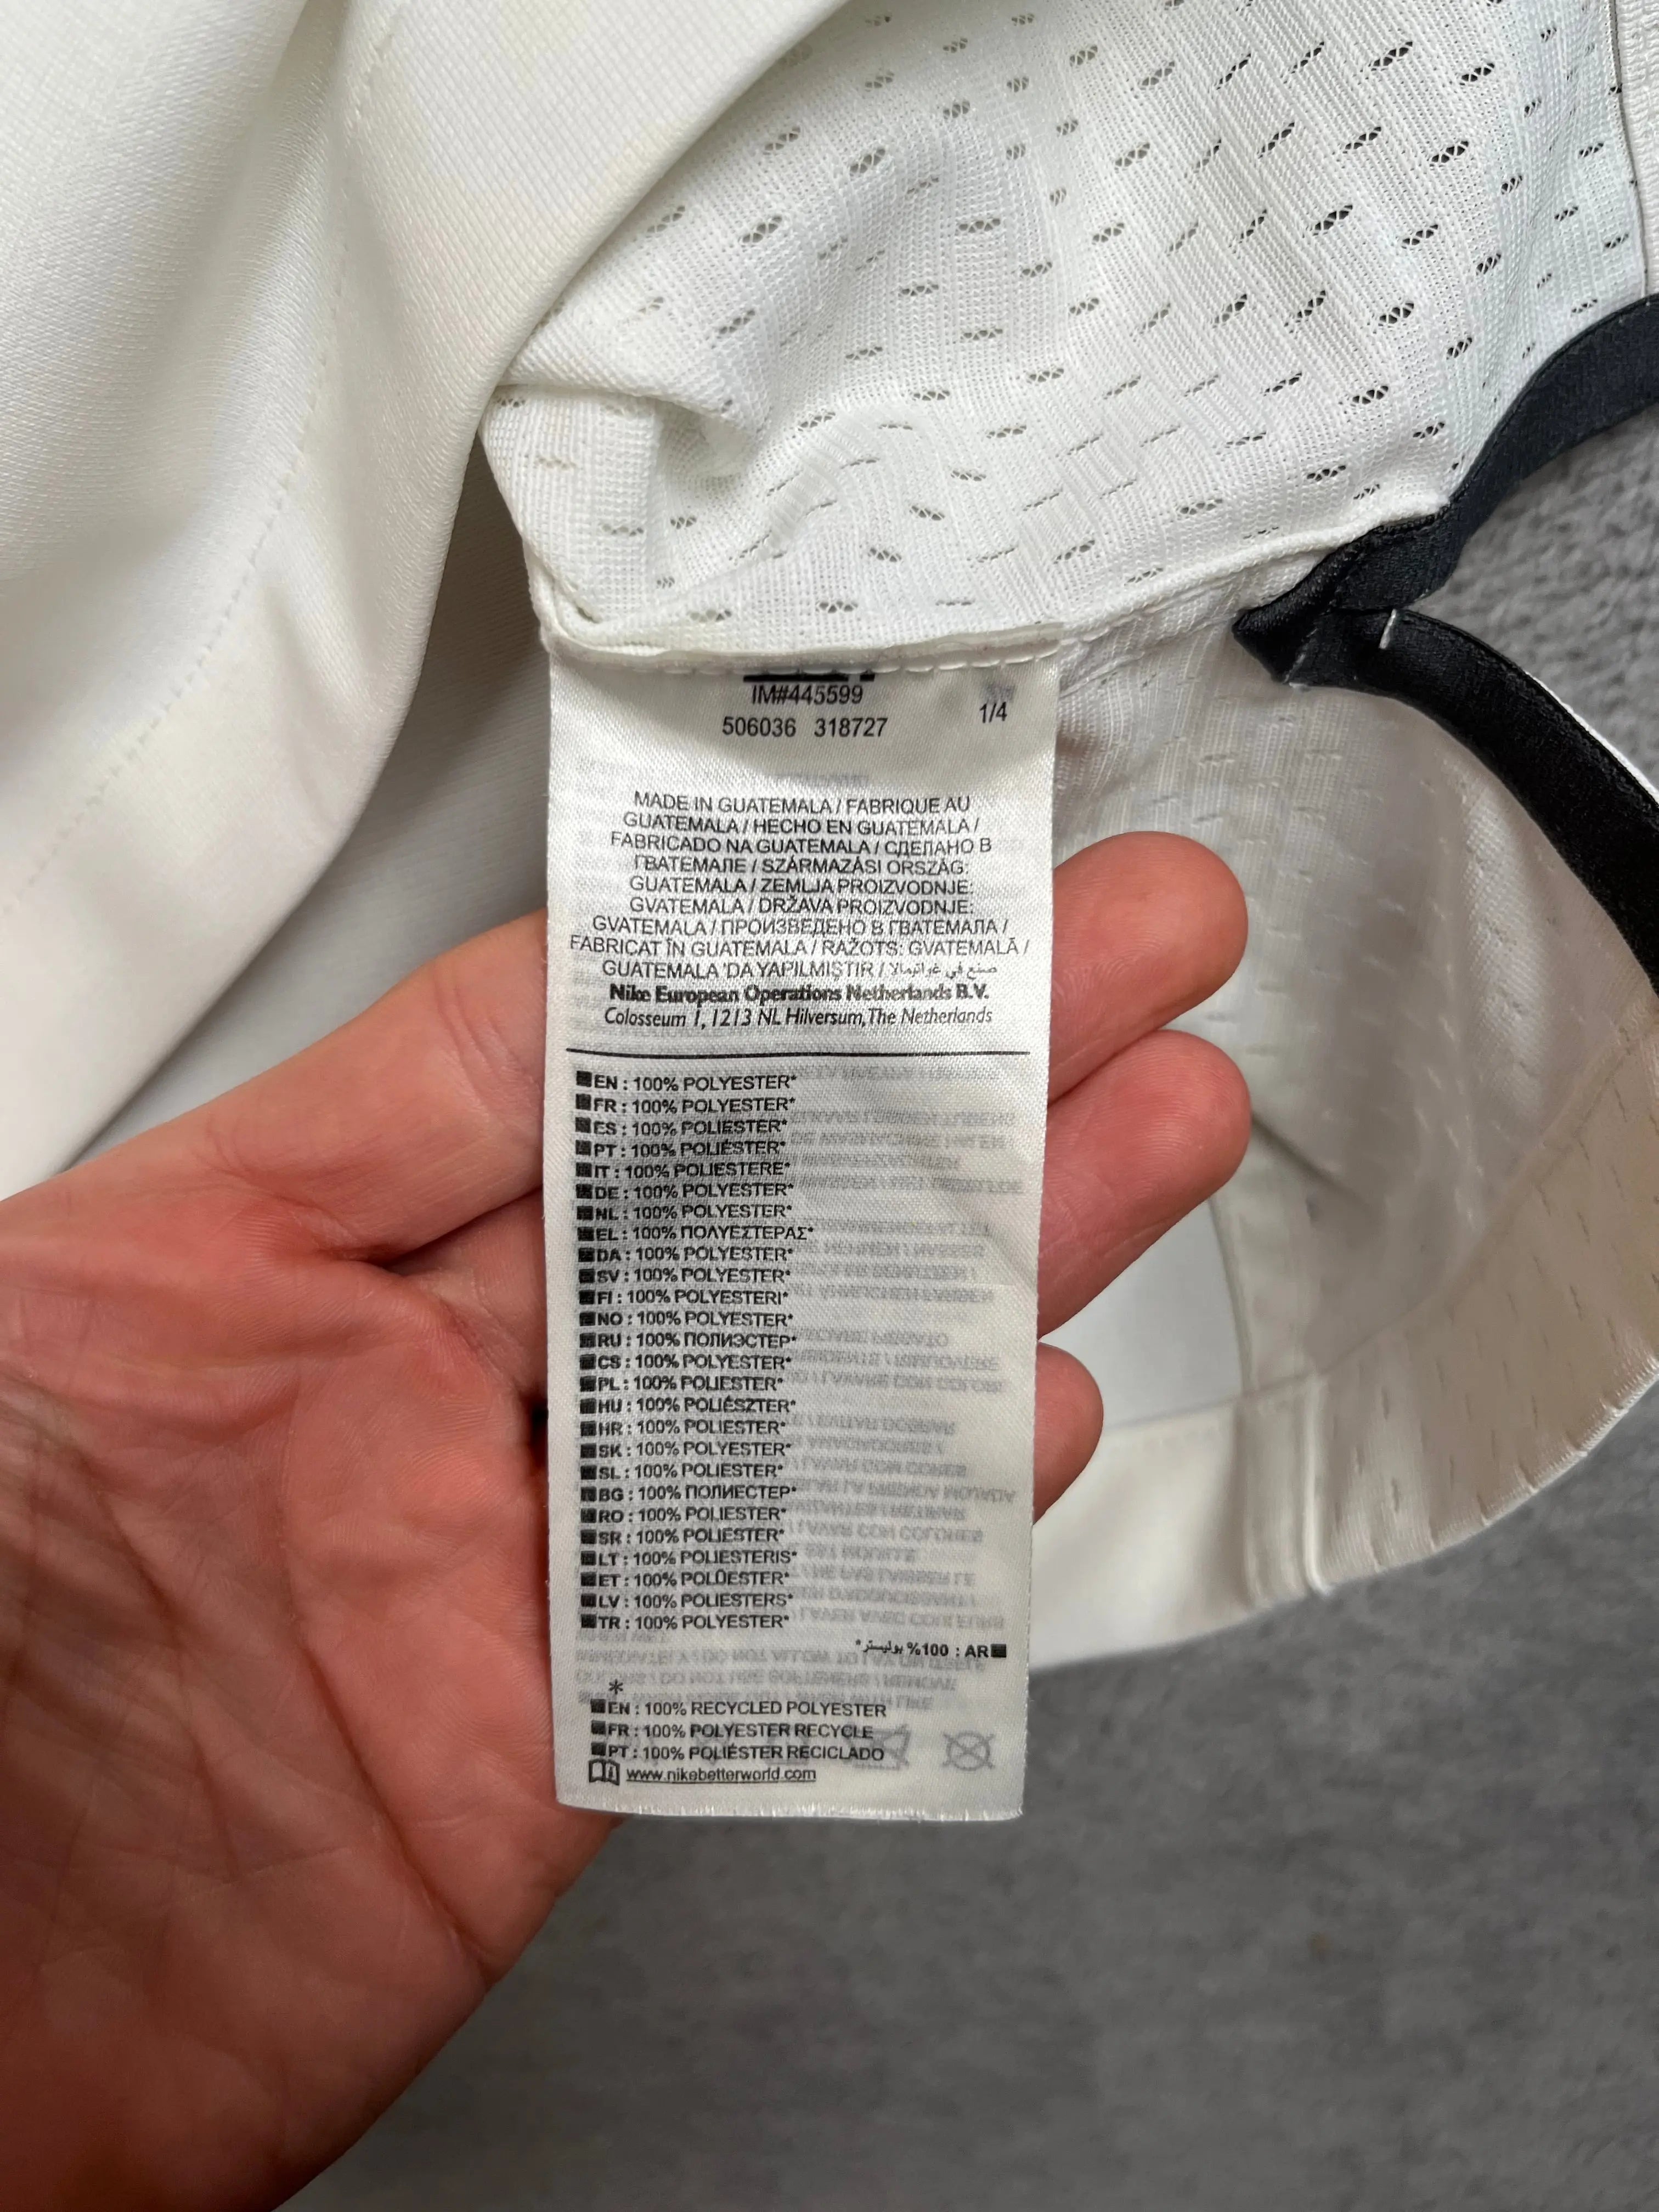 IM#445599
506036 318727
1/4
MADE IN GUATEMALA / FABRIQUE AU
GUATEMALA / HECHO EN GUATEMALA /
FABRICADO NA GUATEMALA / СДЕЛАНО В
ГВАТЕМАЛЕ / SZÁRMAZÁSI ORSZÁG:
GUATEMALA / ZEMLJA PROIZVODNJE:
GVATEMALA / DRŽAVA PROIZVODNJE:
GVATEMALA / ПРОИЗВЕДЕНО В ГВАТЕМАЛА /
FABRICAT ÎN GUATEMALA / RAŽOTS: GVATEMALĀ /
GUATEMALA 'DA YAPILMIŞTIR / صنع في غواتيمالا
Nike European Operations Netherlands B.V.
Colosseum 1, 1213 NL Hilversum, The Netherlands
EN : 100% POLYESTER*
FR : 100% POLYESTER*
ES : 100% POLIESTER*
PT : 100% POLIÉSTER*
IT : 100% POLIESTERE*
DE : 100% POLYESTER*
NL : 100% POLYESTER*
EL : 100% ΠΟΛΥΕΣΤΕΡΑΣ*
DA : 100% POLYESTER*
SV : 100% POLYESTER*
FI : 100% POLYESTERI*
NO : 100% POLYESTER*
RU : 100% ПОЛИЭСТЕР*
CS : 100% POLYESTER*
PL : 100% POLIESTER*
HU : 100% POLIÉSZTER*
HR : 100% POLIESTER*
SK : 100% POLYESTER*
SL : 100% POLIESTER*
BG : 100% ПОЛИЕСТЕР*
RO : 100% POLIESTER*
SR : 100% POLIESTER*
LT : 100% POLIESTERIS*
ET : 100% POLÜESTER*
LV : 100% POLIESTERS*
TR : 100% POLYESTER*
AR : 100% بوليستر*
*
EN : 100% RECYCLED POLYESTER
FR : 100% POLYESTER RECYCLE
PT : 100% POLIÉSTER RECICLADO
www.nikebetterworld.com